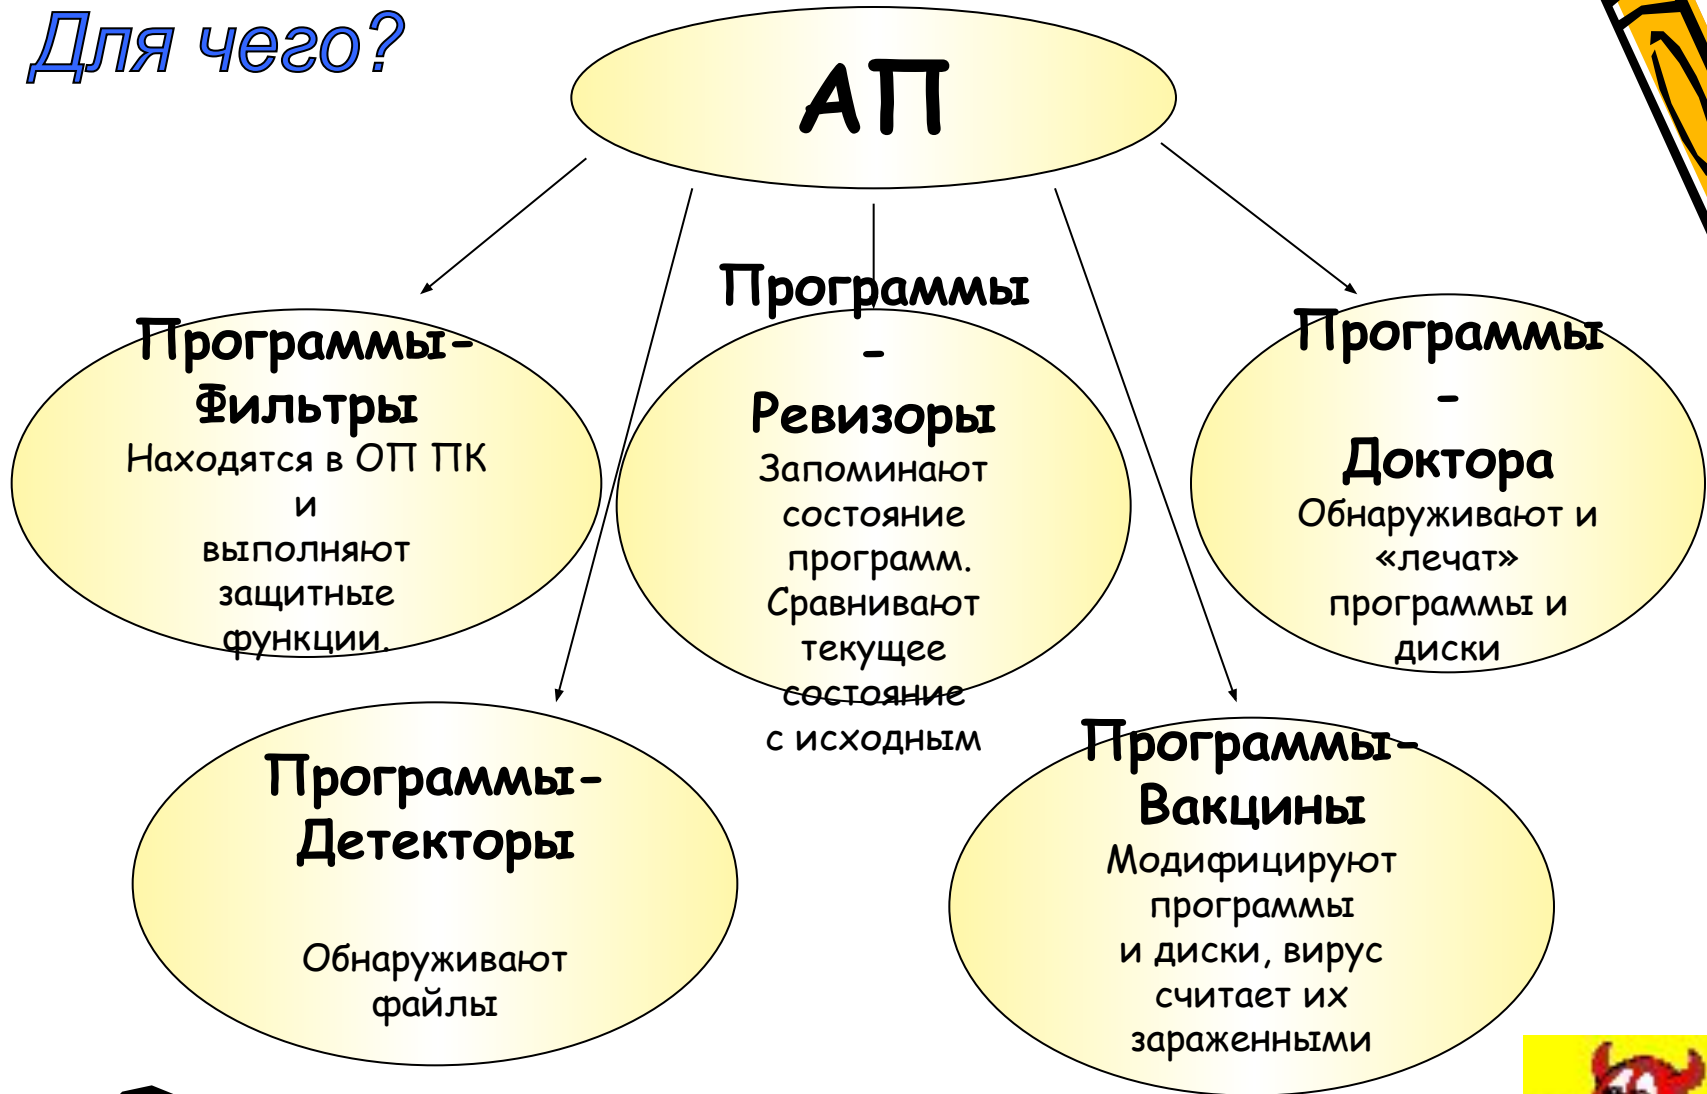 Для чего?
АП
Программы-
Фильтры
Находятся в ОП ПК
и
выполняют
защитные
функции.
Программы
-
Ревизоры
Запоминают
состояние
программ.
Сравнивают
текущее
состояние
с исходным
Программы
-
Доктора
Обнаруживают и
«лечат»
программы и
диски
Программы-
Детекторы
Обнаруживают
файлы
Программы-
Вакцины
Модифицируют
программы
и диски, вирус
считает их
зараженными